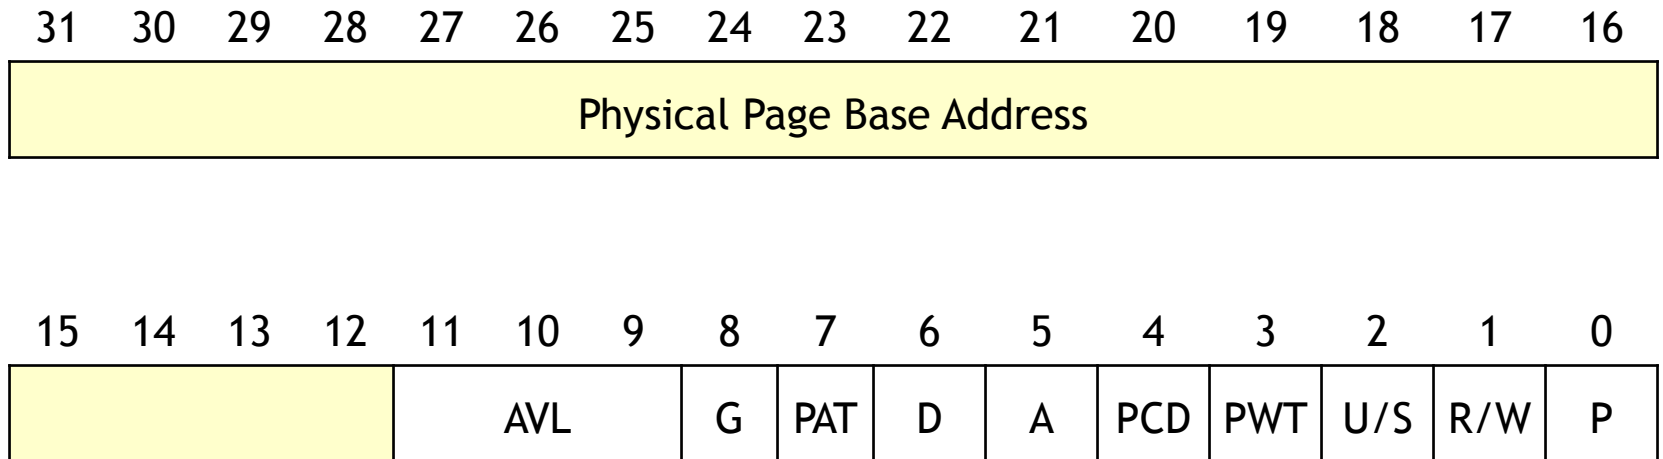 31 30 29 28 27 26 25 24 23 22 21 20 19 18 17 16
Physical Page Base Address
15 14 13 12 11 10 9 8 7 6 5 4 3 2 1 0
AVL G PAT D A PCD PWT U/S R/W P